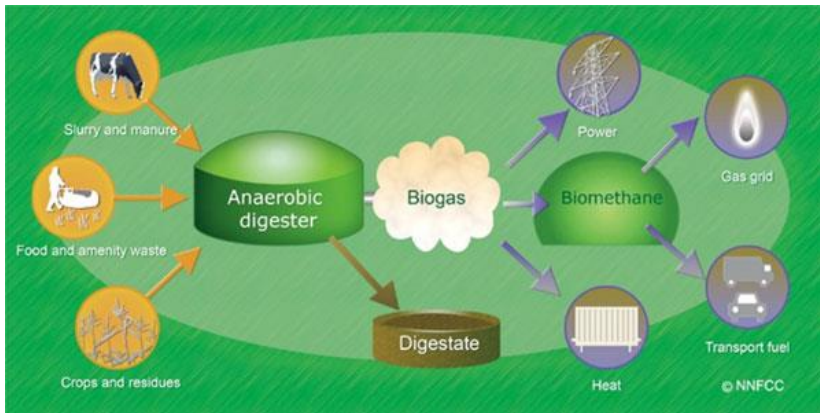 Slurry and manure
Food and amenity waste
Crops and residues
Anaerobic
digester
Biogas
Digestate
Power
Biomethane
Heat
Gas grid
Transport fuel
© NNFCC